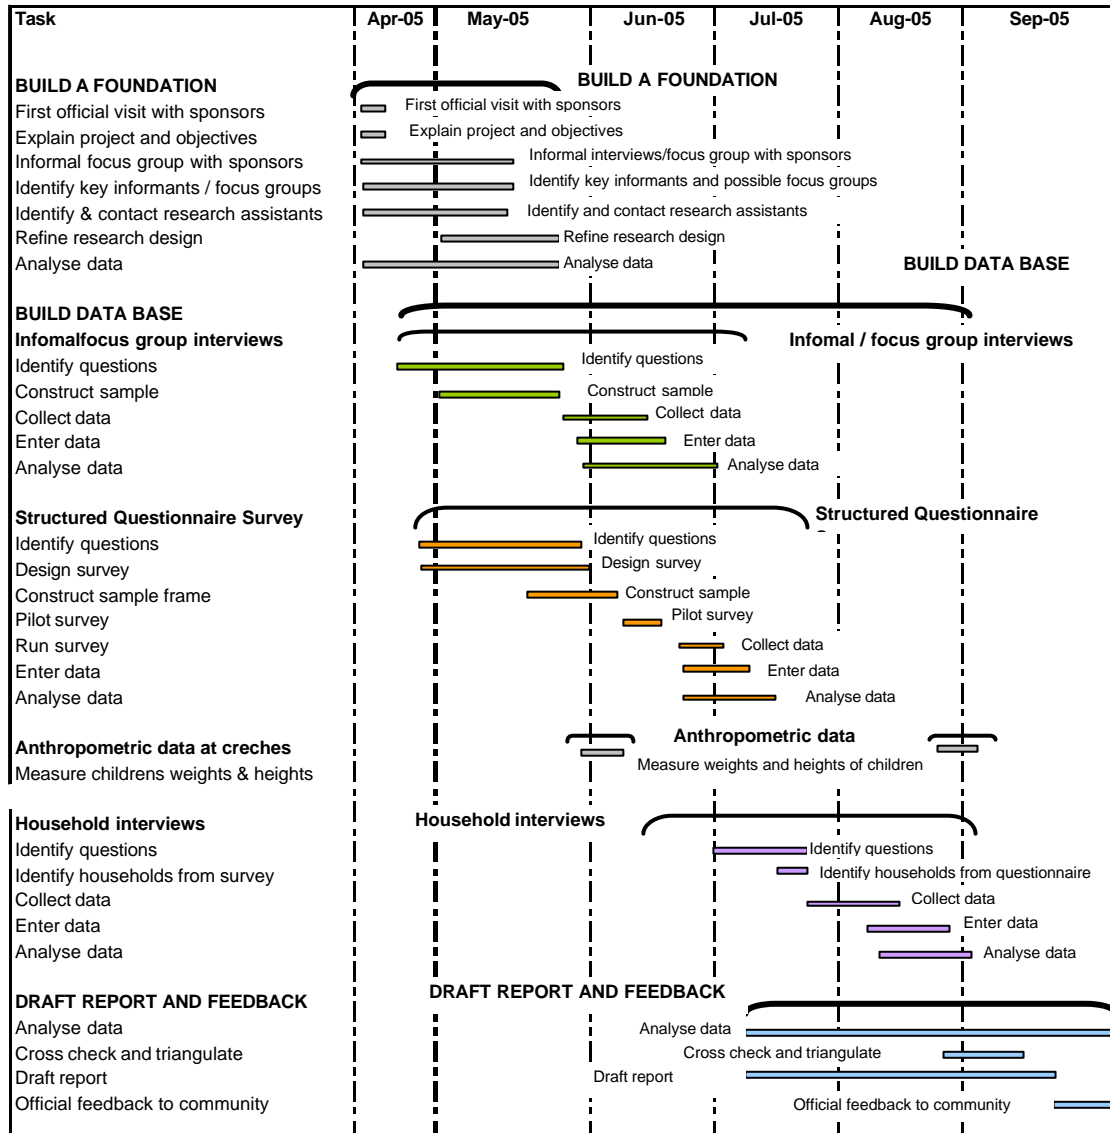 Task Apr-05 May-05 Jun-05 Jul-05 Aug-05 Sep-05
BUILD A FOUNDATION BUILD A FOUNDATION
First official visit with sponsors First official visit with sponsors
Explain project and objectives Explain project and objectives
Informal focus group with sponsors Informal interviews/focus group with sponsors
Identify key informants / focus groups Identify key informants and possible focus groups
Identify & contact research assistants Identify and contact research assistants
Refine research design Refine research design
Analyse data Analyse data BUILD DATA BASE
BUILD DATA BASE
Infomalfocus group interviews Infomal / focus group interviews
Identify questions Identify questions
Construct sample Construct sample
Collect data Collect data
Enter data Enter data
Analyse data Analyse data
Structured Questionnaire Survey Structured Questionnaire
Identify questions Identify questions
Design survey Design survey
Construct sample frame Construct sample
Pilot survey Pilot survey
Run survey Collect data
Enter data Enter data
Analyse data Analyse data
Anthropometric data at creches Anthropometric data
Measure childrens weights & heights Measure weights and heights of children
Household interviews Household interviews
Identify questions Identify questions
Identify households from survey Identify households from questionnaire
Collect data Collect data
Enter data Enter data
Analyse data Analyse data
DRAFT REPORT AND FEEDBACK DRAFT REPORT AND FEEDBACK
Analyse data Analyse data
Cross check and triangulate Cross check and triangulate
Draft report Draft report
Official feedback to community Official feedback to community